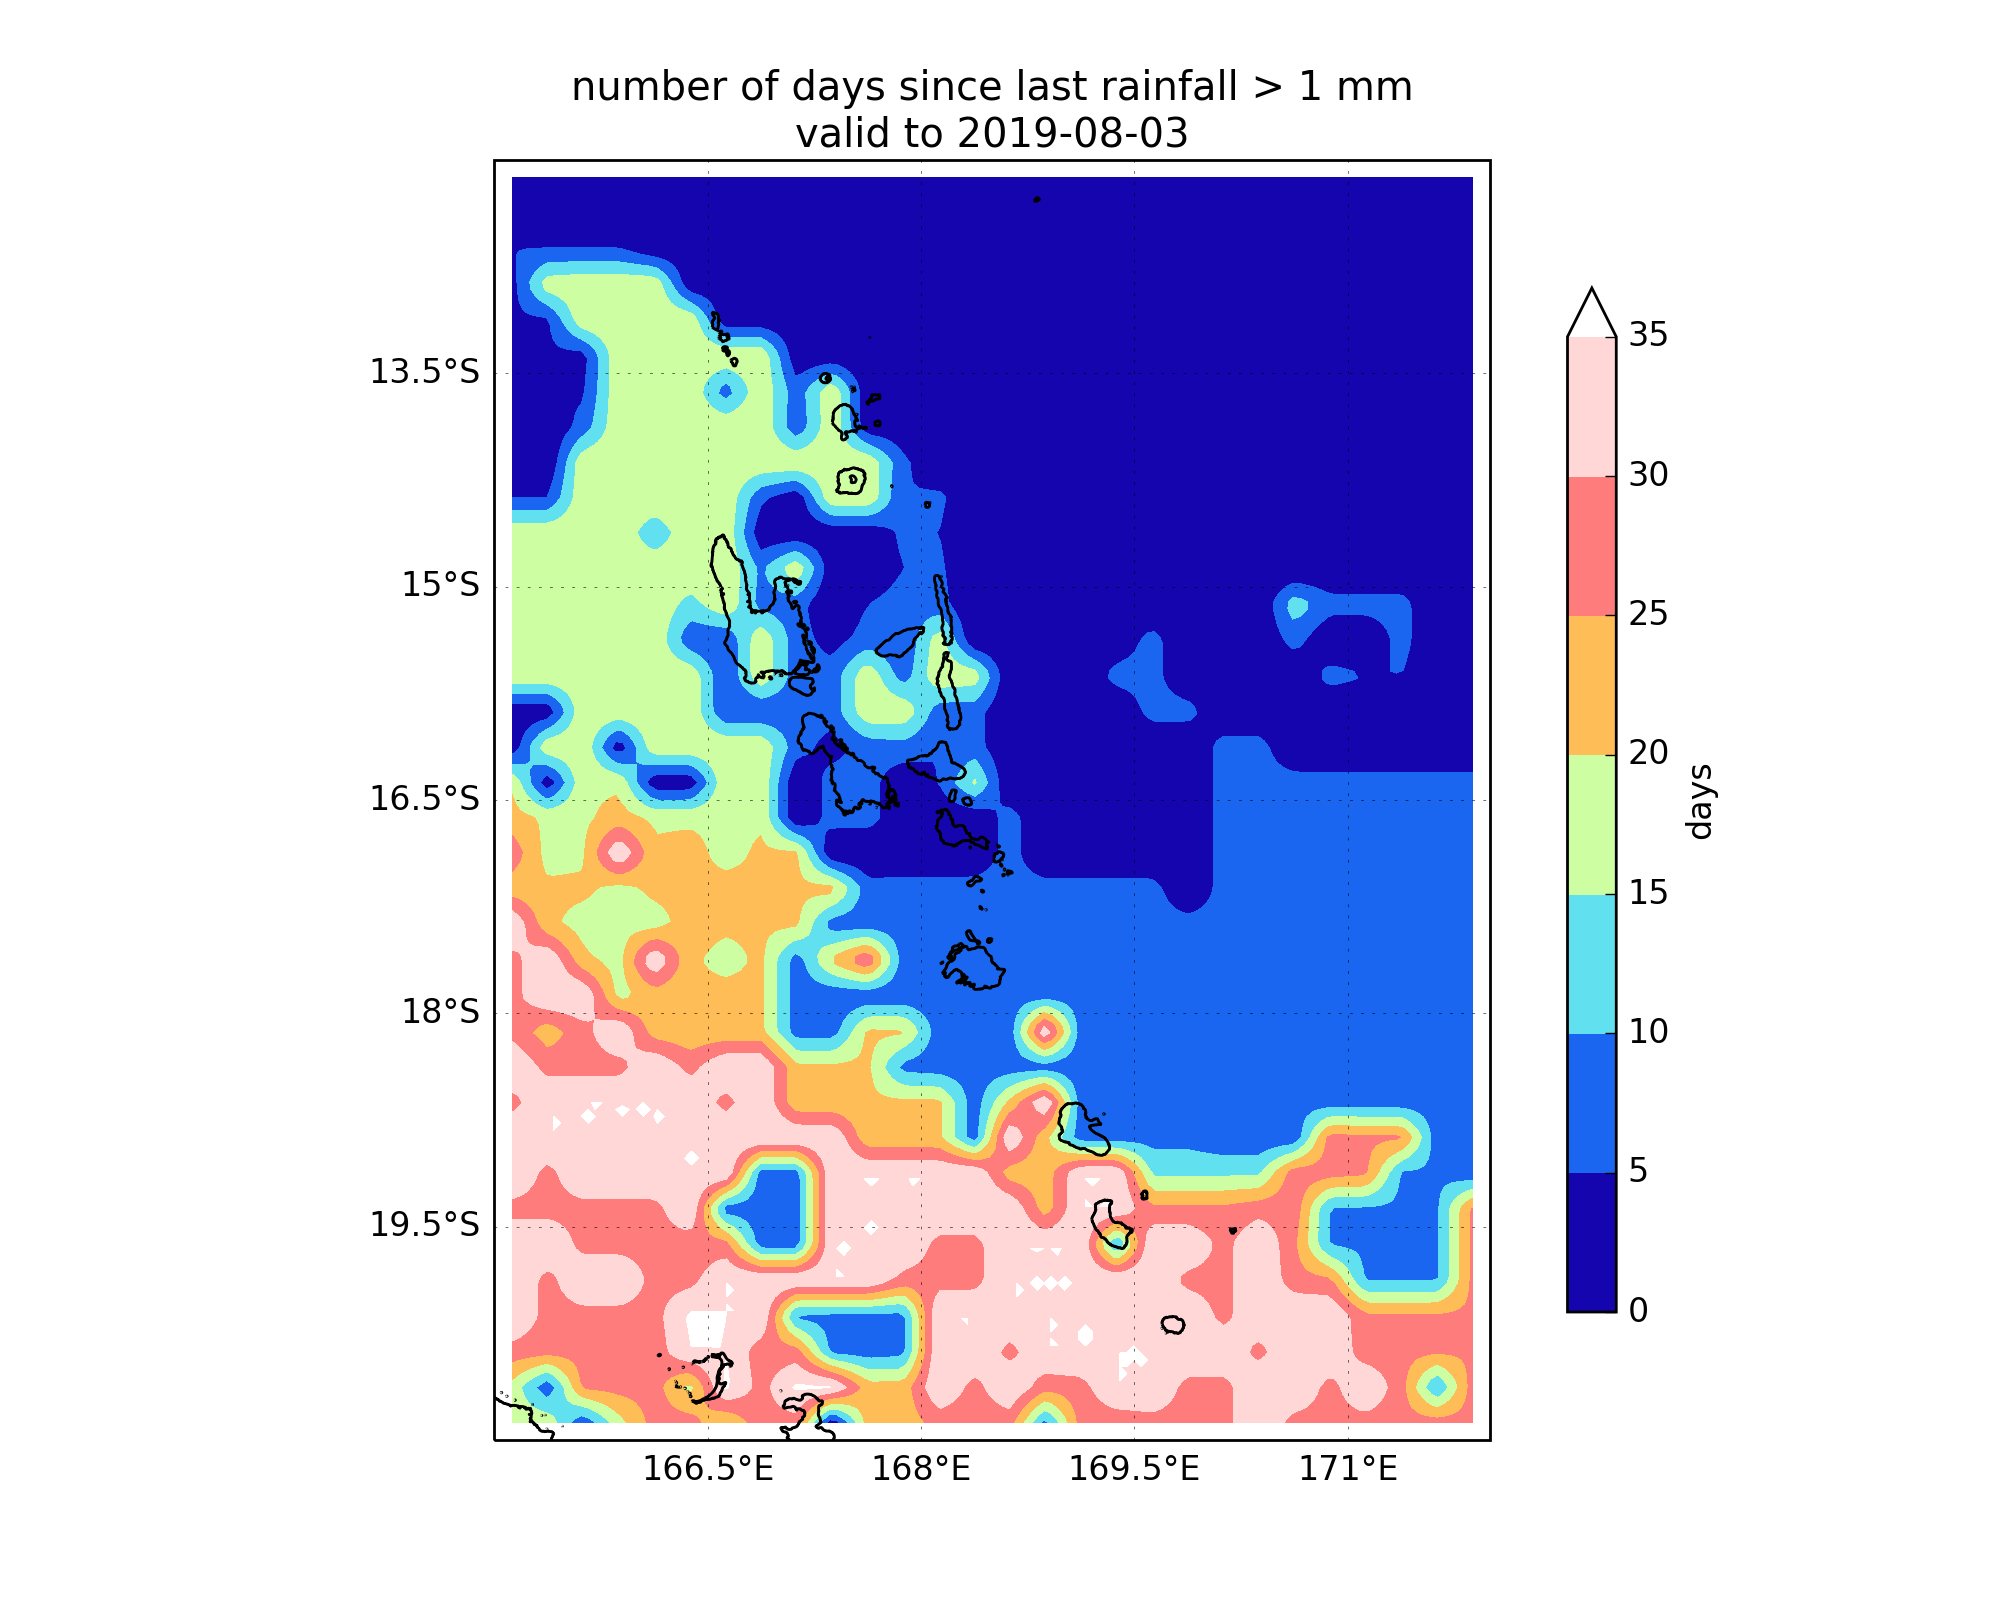 number of days since last rainfall > 1 mm
valid to 2019-08-03
13.5°S
15°S
16.5°S
18°S
19.5°S
166.5°E
168°E
169.5°E
171°E
35
30
25
20
15
10
5
0
days